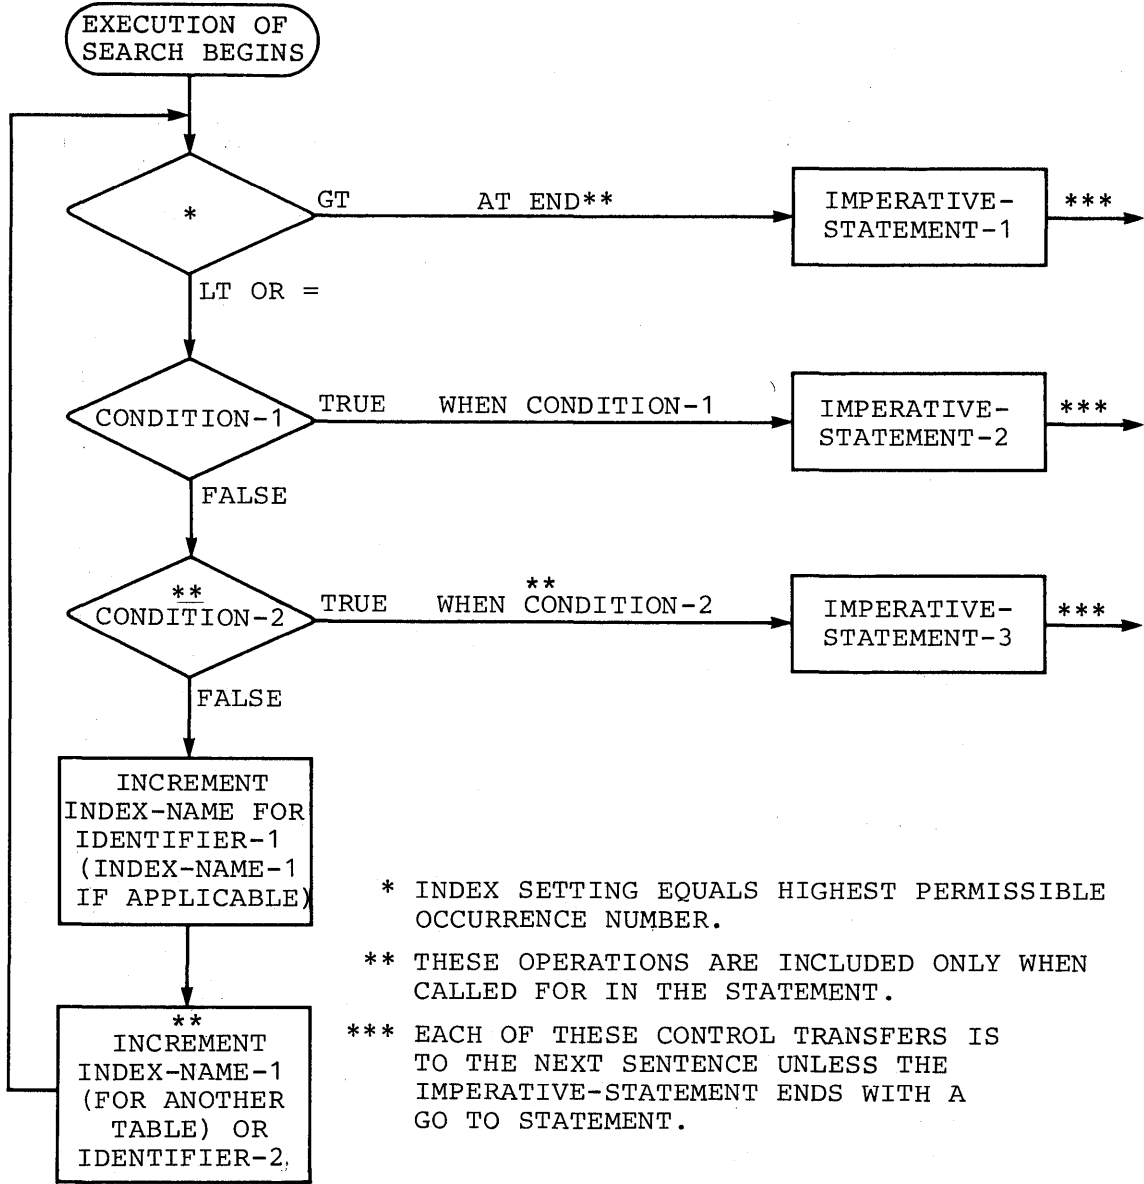 EXECUTION OF
SEARCH BEGINS
*
GT
AT END**
IMPERATIVE-
STATEMENT-1
***
LT OR =
CONDITION-1
TRUE
WHEN CONDITION-1
IMPERATIVE-
STATEMENT-2
***
FALSE
**
CONDITION-2
TRUE
**
WHEN CONDITION-2
IMPERATIVE-
STATEMENT-3
***
FALSE
INCREMENT
INDEX-NAME FOR
IDENTIFIER-1
(INDEX-NAME-1
IF APPLICABLE)
**
INCREMENT
INDEX-NAME-1
(FOR ANOTHER
TABLE) OR
IDENTIFIER-2
* INDEX SETTING EQUALS HIGHEST PERMISSIBLE
OCCURRENCE NUMBER.
** THESE OPERATIONS ARE INCLUDED ONLY WHEN
CALLED FOR IN THE STATEMENT.
*** EACH OF THESE CONTROL TRANSFERS IS
TO THE NEXT SENTENCE UNLESS THE
IMPERATIVE-STATEMENT ENDS WITH A
GO TO STATEMENT.